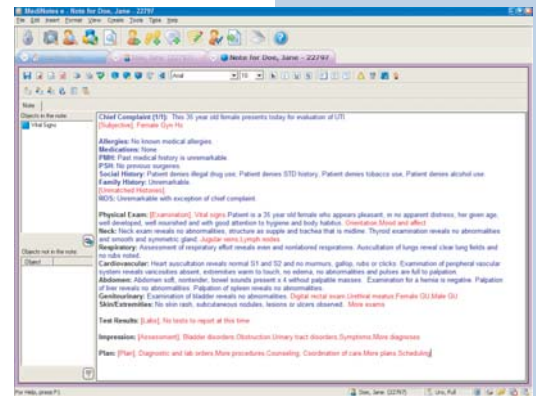 MediNotes e - Note for Doe, Jane - 22797
File Edit Insert Format View Create Tools Tgsk Help
Note for Doe, Jane - 22797
Arial 10
Note
Objects in the note
Vital Signs
Objects not in the note
Object
Chief Complaint (1/1): This 35 year old female presents today for evaluation of UTI
[Subjective]. Female Gyn Hx
Allergies: No known medical allergies.
Medications: None
PMH: Past medical history is unremarkable.
PSH: No previous surgeries.
Social History: Patient denies illegal drug use. Patient denies STD history. Patient denies tobacco use. Patient denies alcohol use.
Family History: Unremarkable.
[Unmatched Histories]
ROS: Unremarkable with exception of chief complaint.
Physical Exam: [Examination]. Vital signs.Patient is a 35 year old female who appears pleasant, in no apparent distress, her given age,
well developed, well nourished and with good attention to hygiene and body habitus. Orientation.Mood and affect
Neck: Neck exam reveals no abnormalities, structure as supple and trachea that is midline. Thyroid examination reveals no abnormalities
and smooth and symmetric gland. Jugular veins.Lymph nodes
Respiratory: Assessment of respiratory effort reveals even and nonlabored respirations. Auscultation of lungs reveal clear lung fields and
no rubs noted.
Cardiovascular: Heart auscultation reveals normal S1 and S2 and no murmurs, gallop, rubs or clicks. Examination of peripheral vascular
system reveals varicosities absent, extremities warm to touch, no edema, no abnormalities and pulses are full to palpation.
Abdomen: Abdomen soft, nontender, bowel sounds present x 4 without palpable masses. Examination for a hernia is negative. Palpation
of liver reveals no abnormalities. Palpation of spleen reveals no abnormalities.
Genitourinary: Examination of bladder reveals no abnormalities. Digital rectal exam.Urethral meatus.Female GU.Male GU
Skin/Extremities: No skin rash, subcutaneous nodules, lesions or ulcers observed. More exams
Test Results: [Labs]. No tests to report at this time
Impression: [Assessment]. Bladder disorders.Obstruction.Urinary tract disorders.Symptoms.More diagnoses
Plan: [Plan]. Diagnostic and lab orders.More procedures.Counseling. Coordination of care.More plans.Scheduling
For Help, press F1
Doe, Jane (22797)